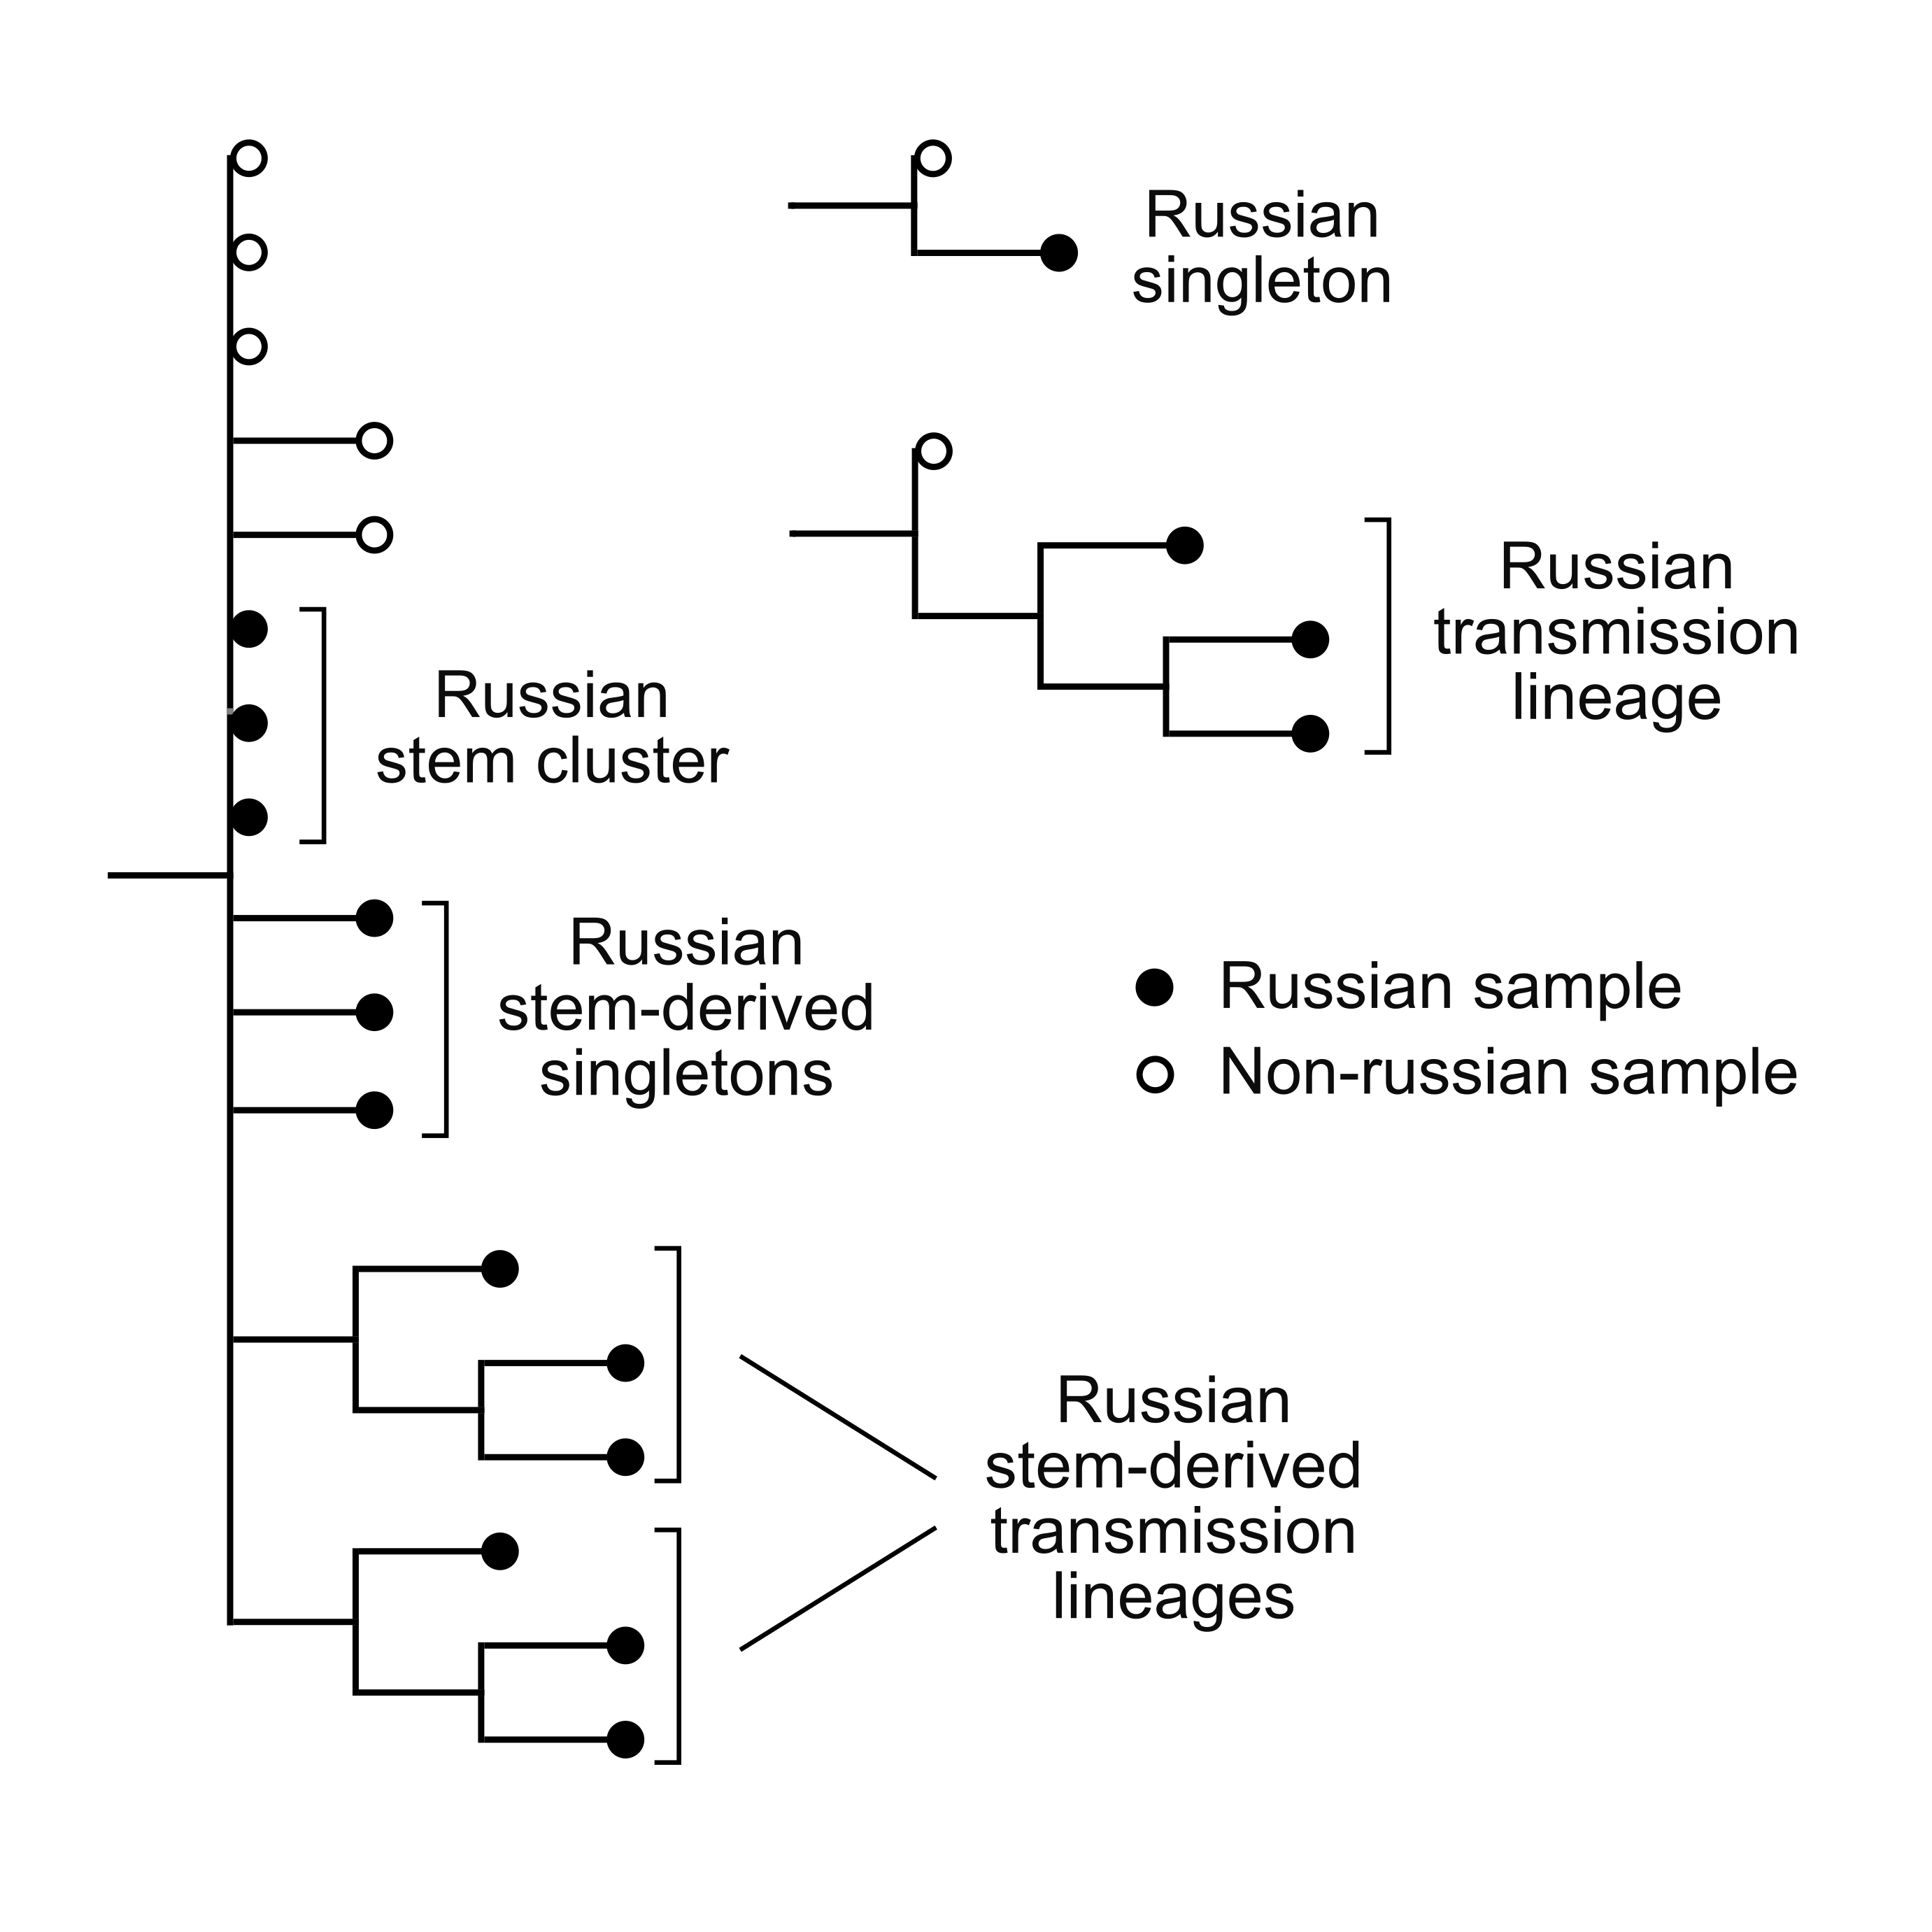 Russian
singleton
Russian
transmission
lineage
Russian
stem cluster
Russian
stem-derived
singletons
Russian sample
Non-russian sample
Russian
stem-derived
transmission
lineages